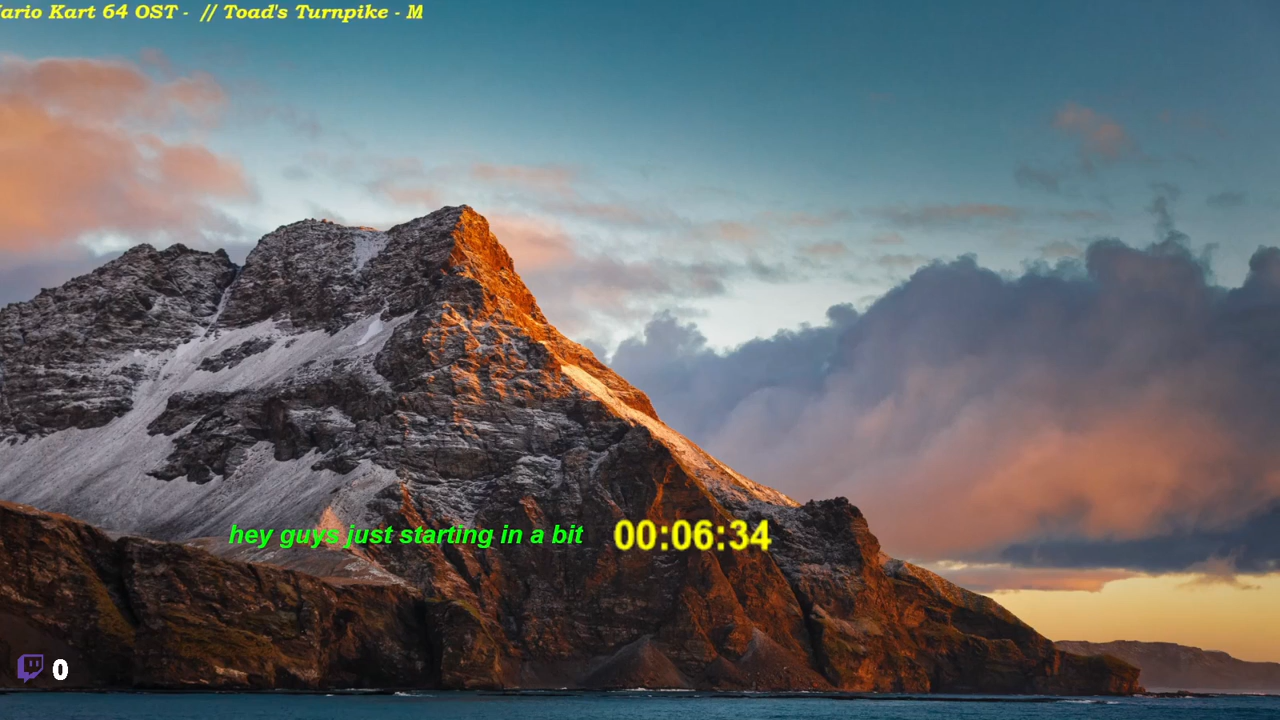 ario Kart 64 OST - // Toad's Turnpike - M
hey guys just starting in a bit
00:06:34
0